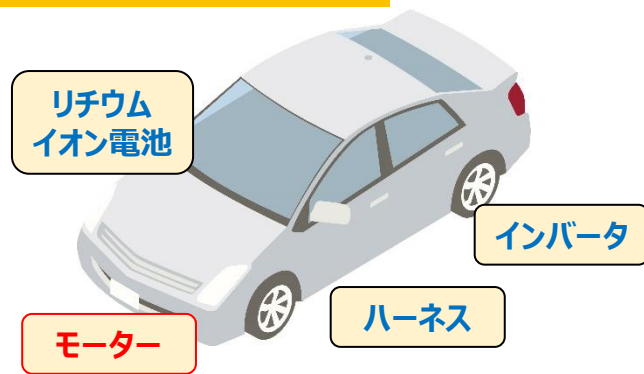 リチウム
イオン電池
インバータ
ハーネス
モーター